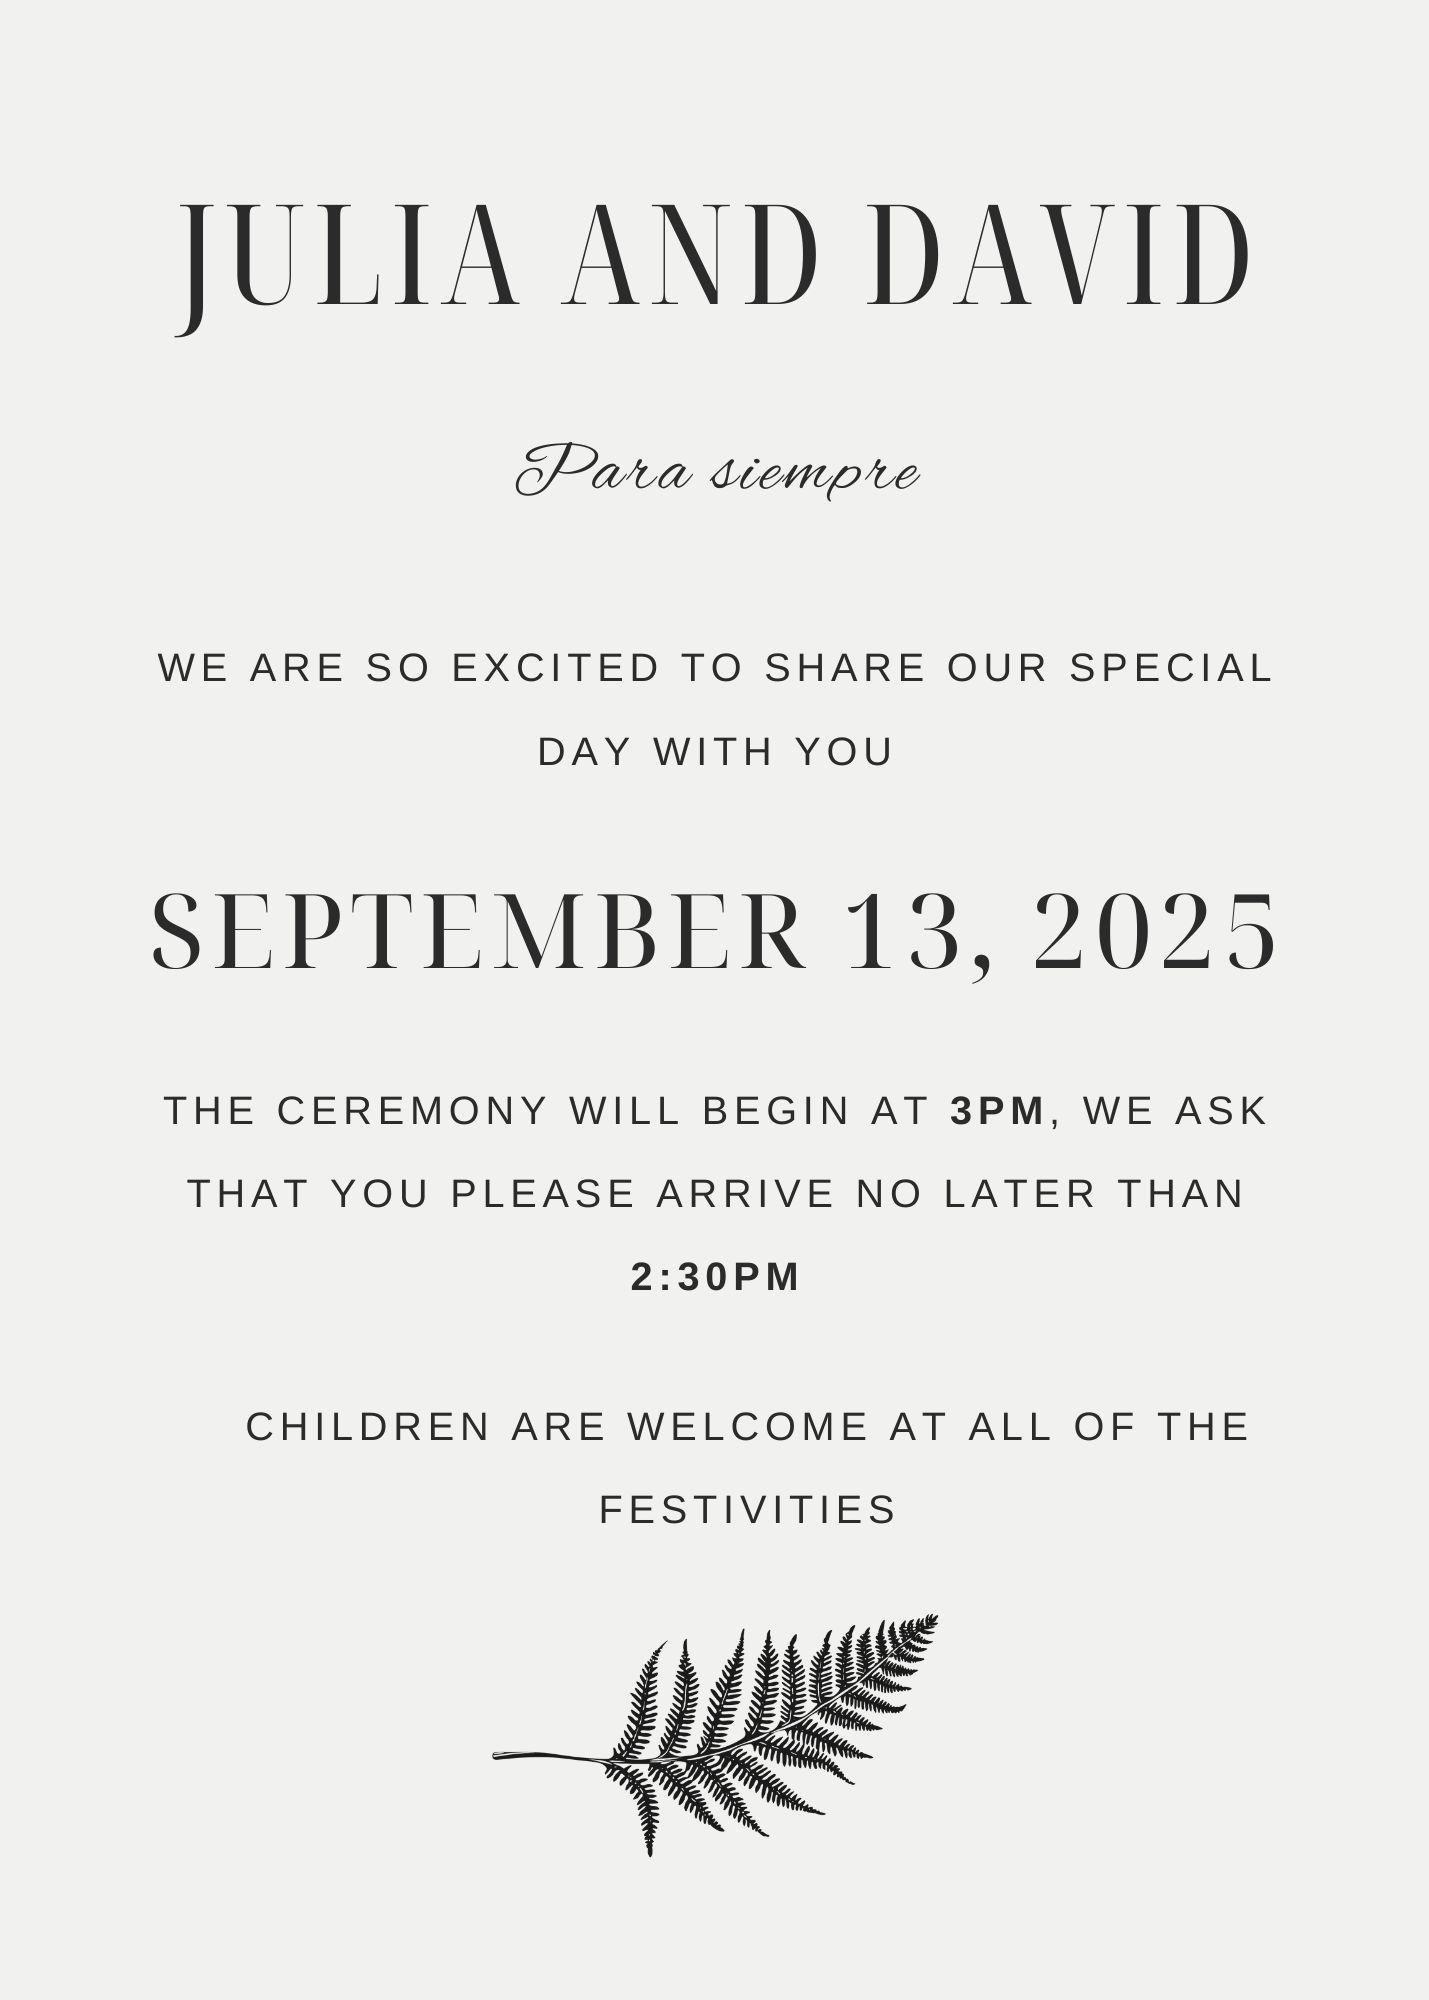 JULIA AND DAVID
Para siempre
WE ARE SO EXCITED TO SHARE OUR SPECIAL
DAY WITH YOU
SEPTEMBER 13, 2025
THE CEREMONY WILL BEGIN AT 3PM, WE ASK
THAT YOU PLEASE ARRIVE NO LATER THAN
2:30PM
CHILDREN ARE WELCOME AT ALL OF THE
FESTIVITIES